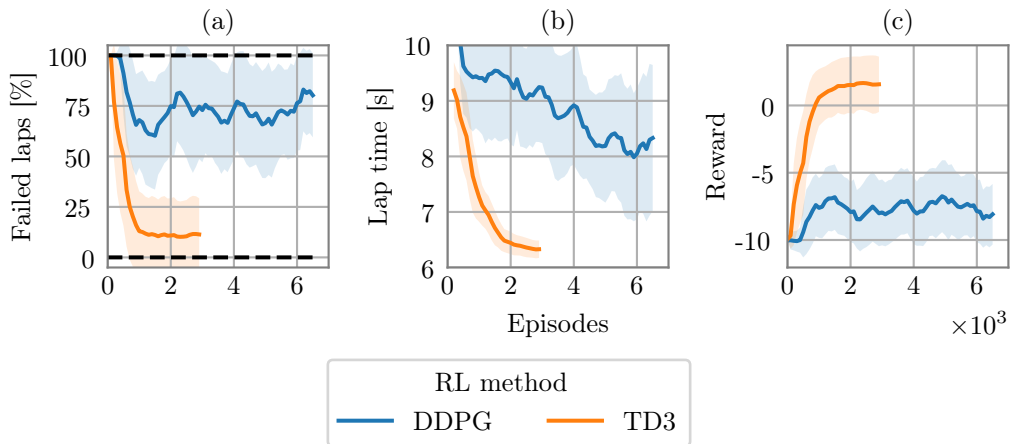 (a)
(b)
(c)
Failed laps [%]
100
75
50
25
0
0
2
4
6
Lap time [s]
10
9
8
7
6
0
2
4
6
Episodes
Reward
0
-5
-10
0
2
4
6
×10³
RL method
DDPG
TD3